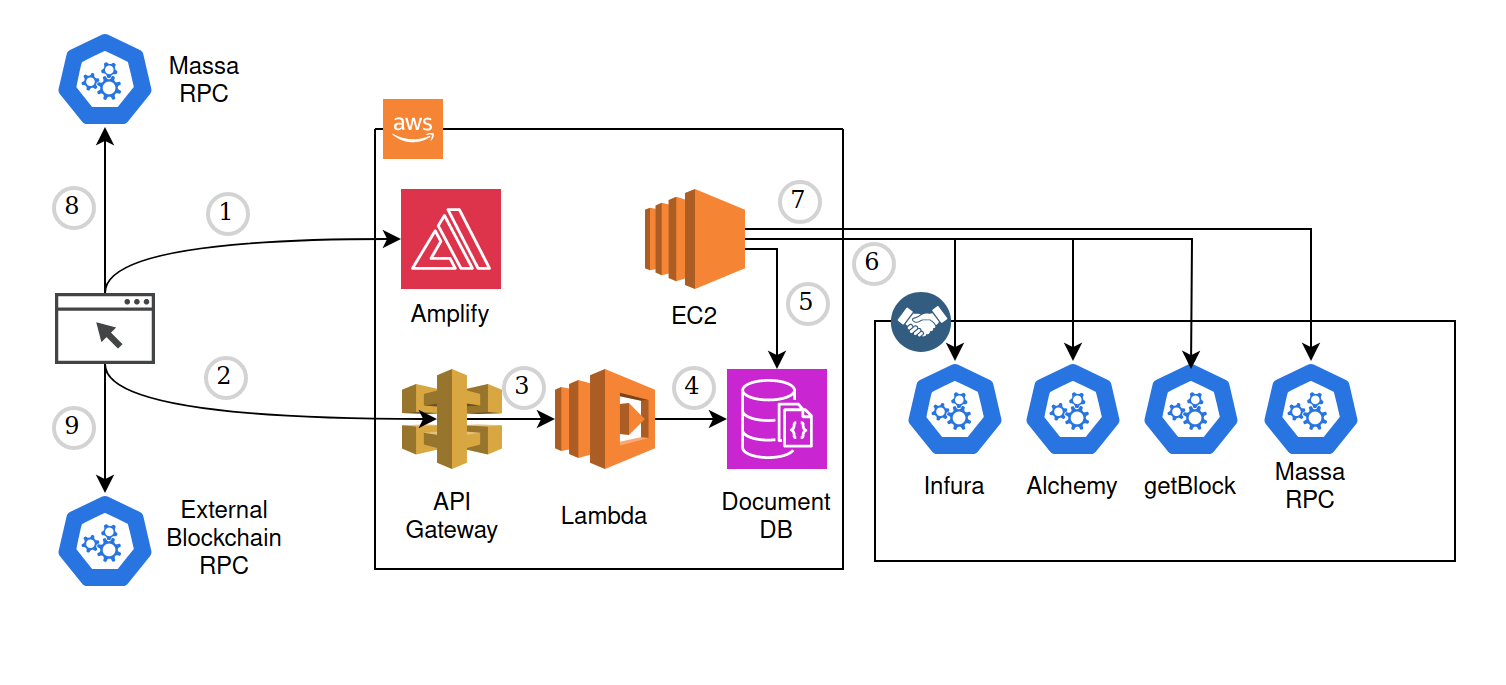 Massa
RPC
aws
8
1
7
6
Amplify
EC2
5
2
3
4
9
Infura
Alchemy
getBlock
Massa
RPC
API
Gateway
Lambda
Document
DB
External
Blockchain
RPC